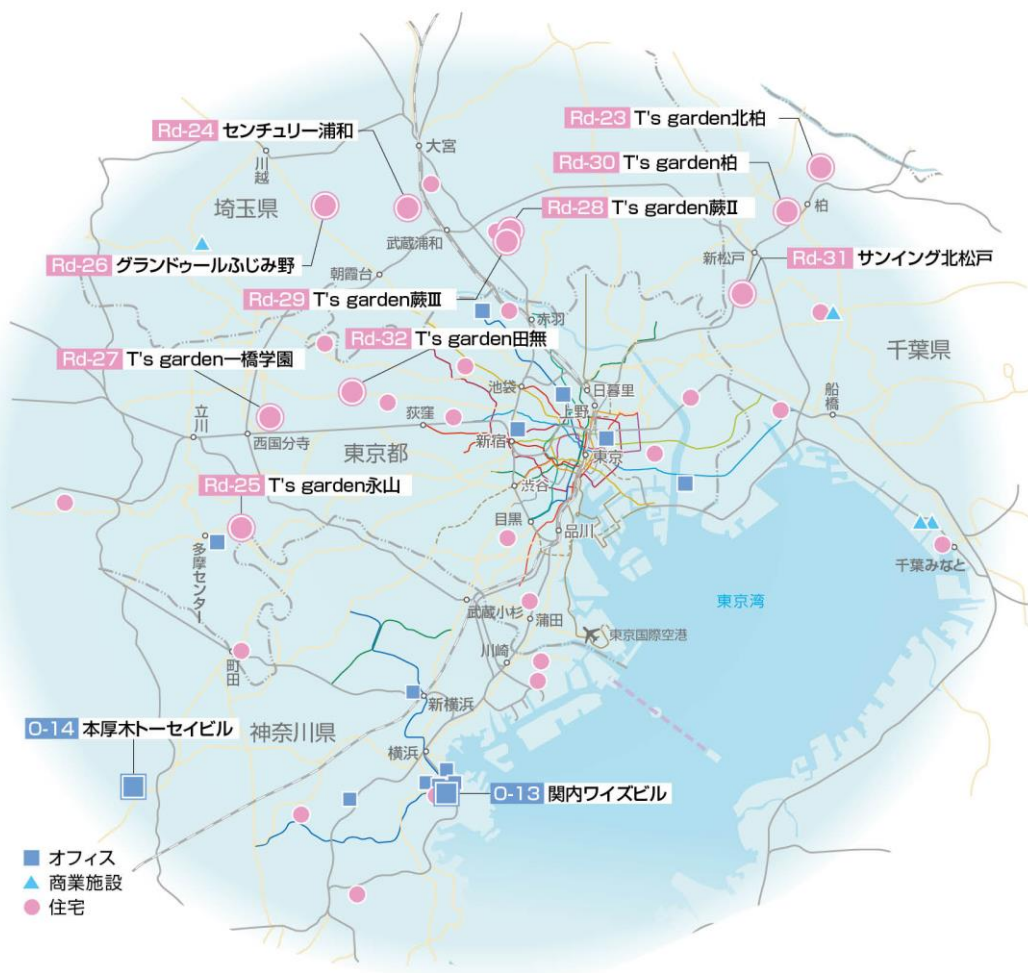 Rd-24 センチュリー浦和
Rd-23 T's garden北柏
大宮
Rd-30 T's garden柏
川越
埼玉県
柏
Rd-28 T's garden蕨Ⅱ
武蔵浦和
新松戸
Rd-31 サンイング北松戸
Rd-26 グランドゥールふじみ野
朝霞台
Rd-29 T's garden蕨Ⅲ
赤羽
Rd-32 T's garden田無
千葉県
Rd-27 T's garden一橋学園
池袋
日暮里
立川
荻窪
上野
船橋
西国分寺
東京都
新宿
東京
Rd-25 T's garden永山
渋谷
目黒
品川
多摩センター
千葉みなと
東京湾
武蔵小杉
蒲田
東京国際空港
川崎
町田
新横浜
O-14 本厚木トーセイビル
神奈川県
横浜
O-13 関内ワイズビル
オフィス
商業施設
住宅